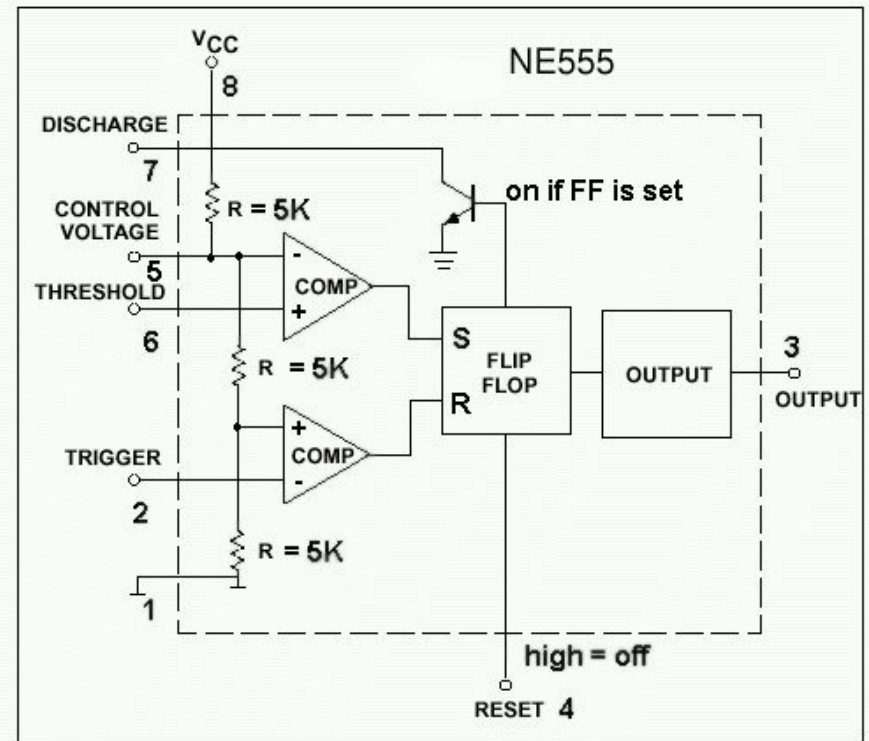 NE555
VCC
8
DISCHARGE
7
on if FF is set
R = 5K
CONTROL
VOLTAGE
5
-
COMP
+
THRESHOLD
6
S
FLIP
FLOP
R
OUTPUT
3
OUTPUT
R = 5K
+
COMP
-
TRIGGER
2
R = 5K
1
high = off
RESET 4